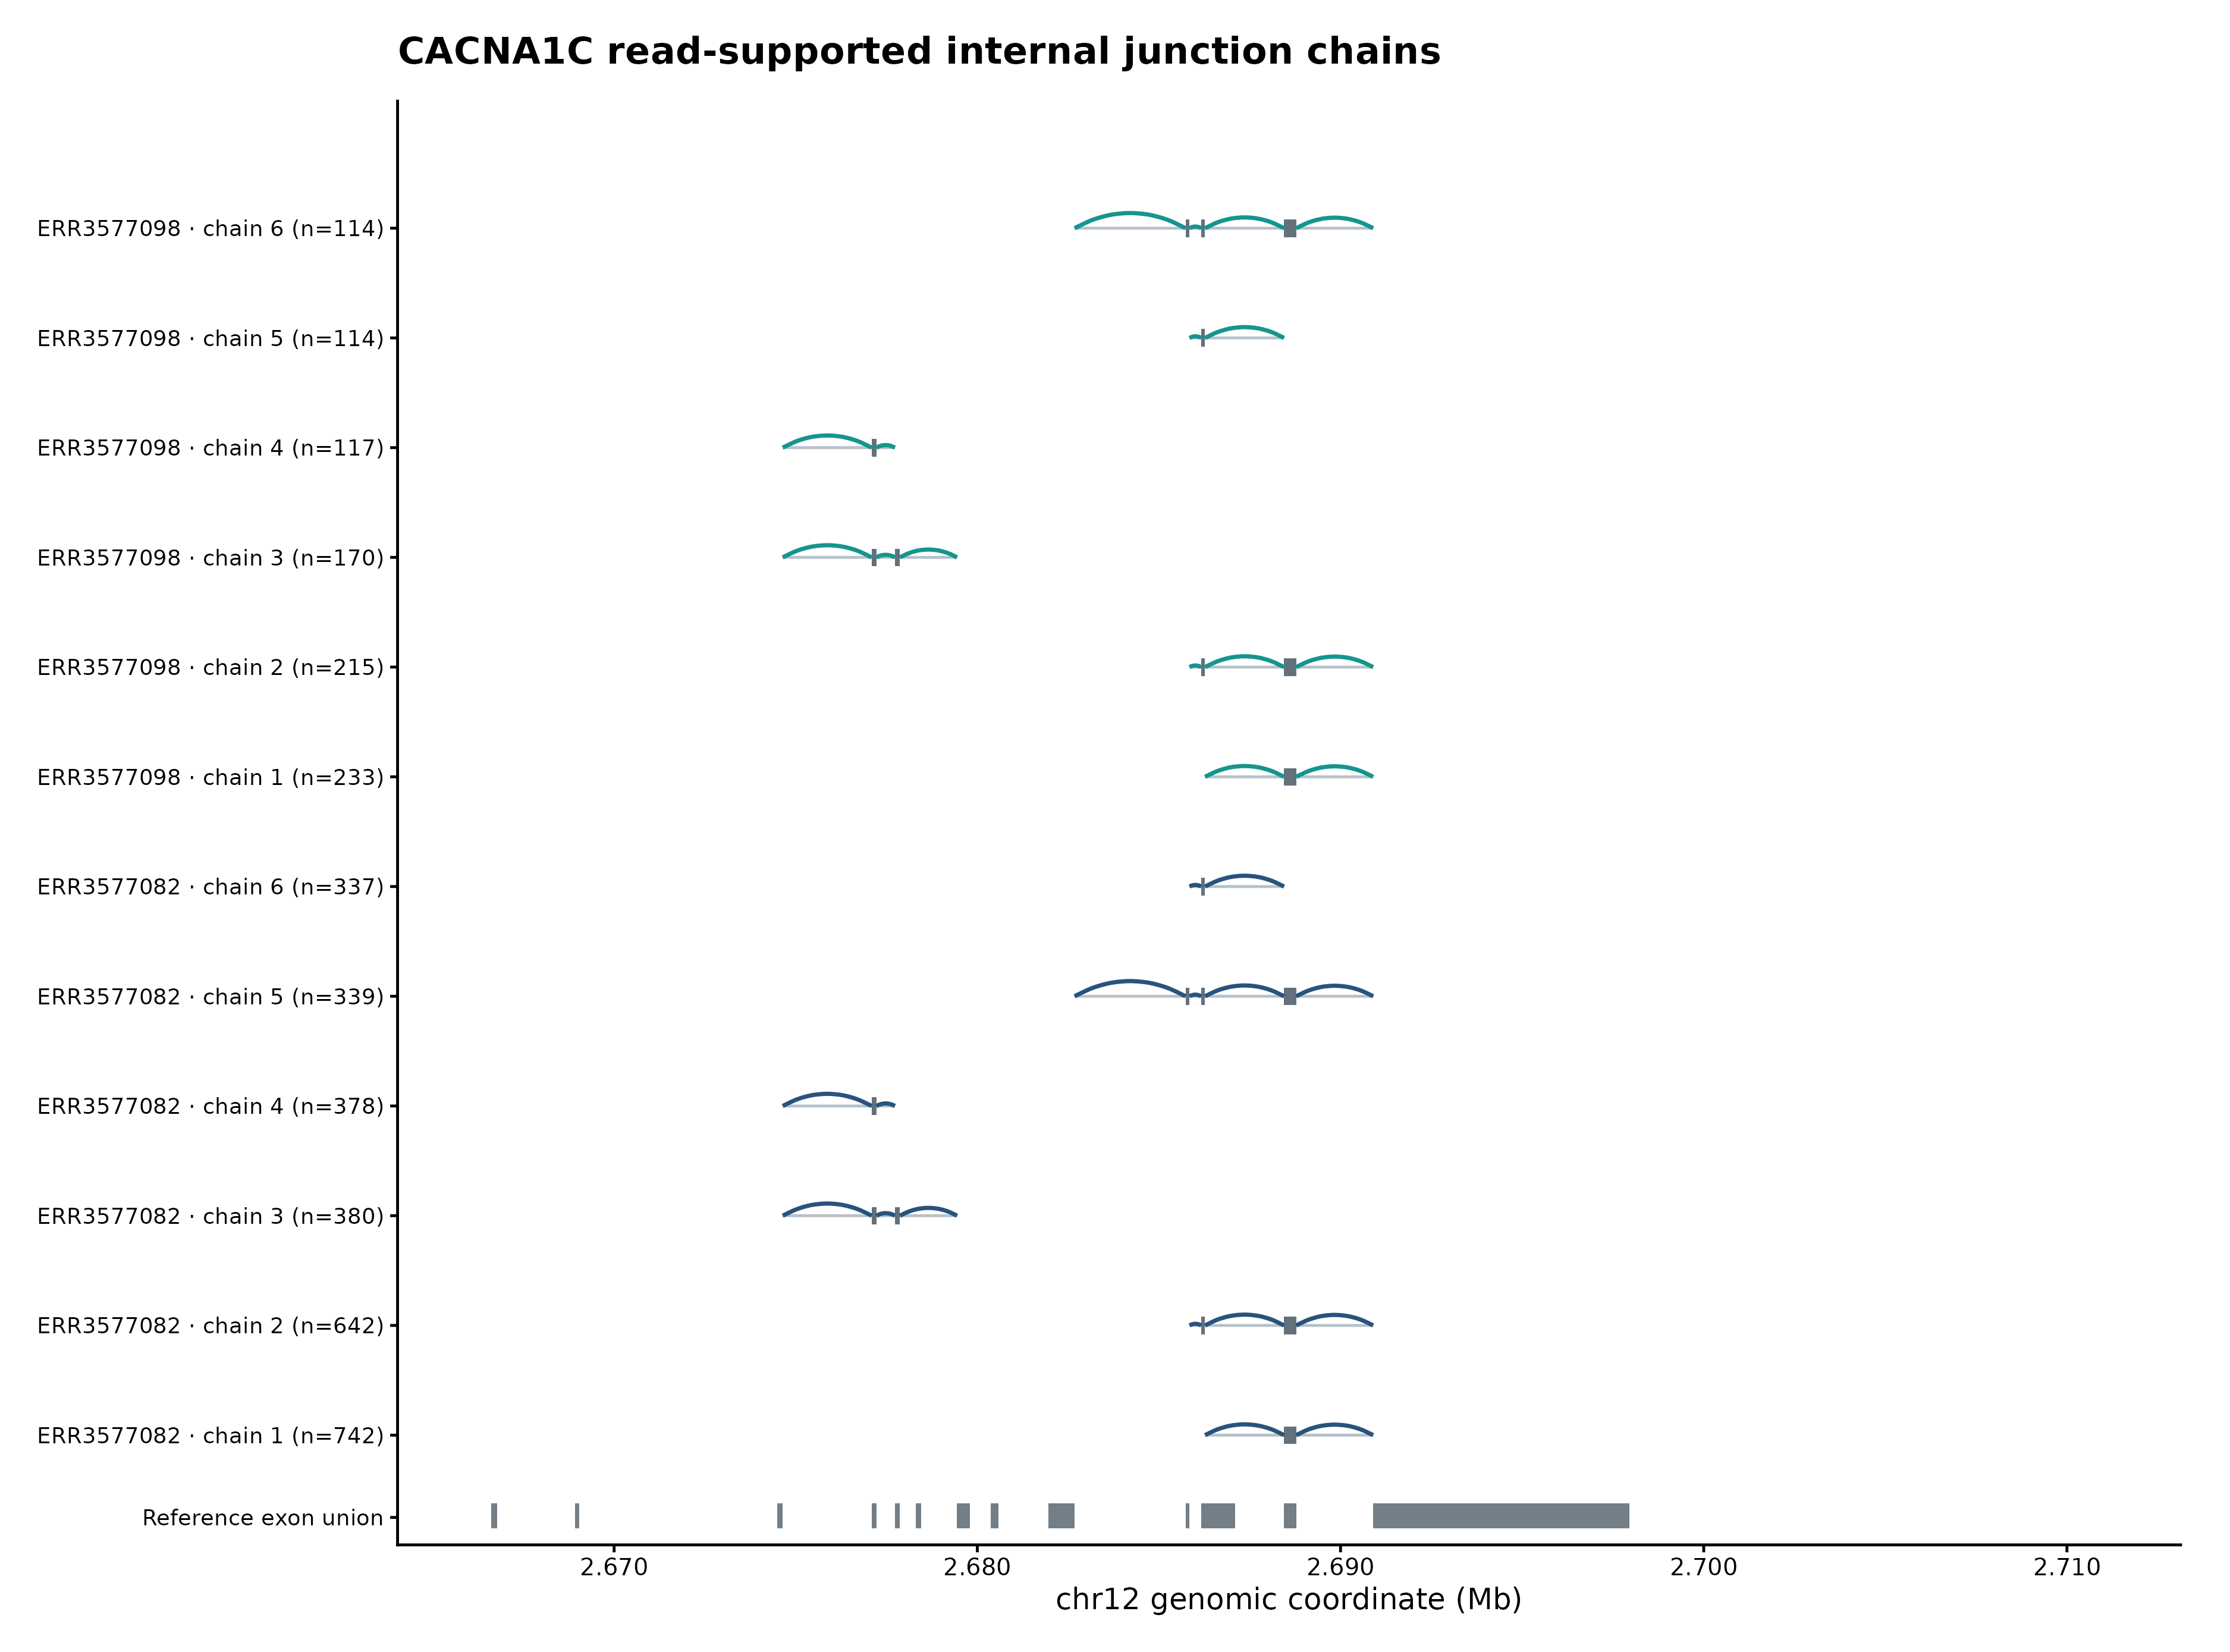 CACNA1C read-supported internal junction chains
ERR3577098 · chain 6 (n=114)
ERR3577098 · chain 5 (n=114)
ERR3577098 · chain 4 (n=117)
ERR3577098 · chain 3 (n=170)
ERR3577098 · chain 2 (n=215)
ERR3577098 · chain 1 (n=233)
ERR3577082 · chain 6 (n=337)
ERR3577082 · chain 5 (n=339)
ERR3577082 · chain 4 (n=378)
ERR3577082 · chain 3 (n=380)
ERR3577082 · chain 2 (n=642)
ERR3577082 · chain 1 (n=742)
Reference exon union
2.670 2.680 2.690 2.700 2.710
chr12 genomic coordinate (Mb)